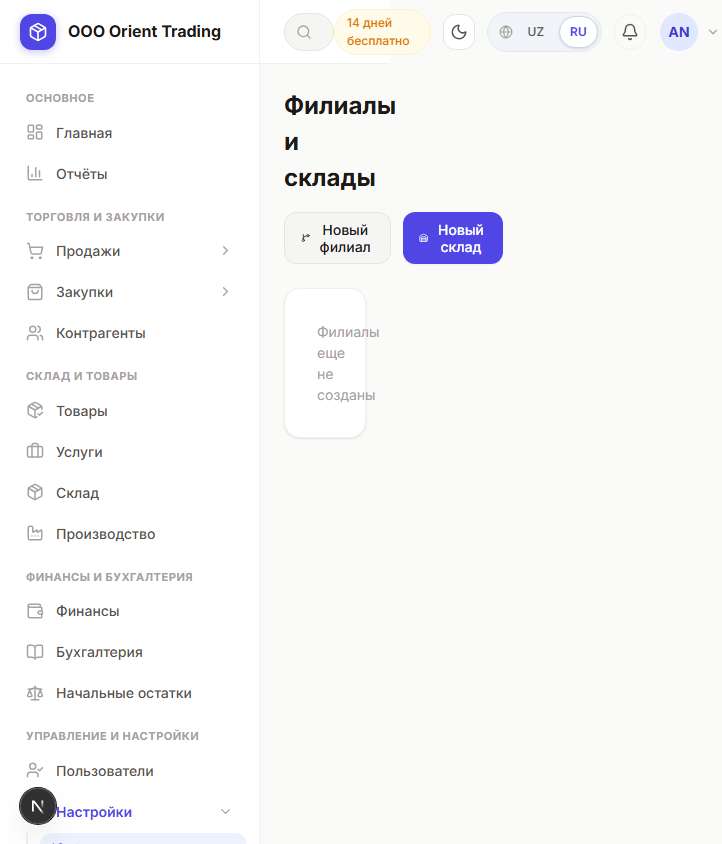 ООО Orient Trading
14 дней
бесплатно
UZ
RU
AN
ОСНОВНОЕ
Главная
Отчёты
ТОРГОВЛЯ И ЗАКУПКИ
Продажи
Закупки
Контрагенты
СКЛАД И ТОВАРЫ
Товары
Услуги
Склад
Производство
ФИНАНСЫ И БУХГАЛТЕРИЯ
Финансы
Бухгалтерия
Начальные остатки
УПРАВЛЕНИЕ И НАСТРОЙКИ
Пользователи
N
Настройки
Филиалы
и
склады
Новый
филиал
Новый
склад
Филиалы
еще
не
созданы